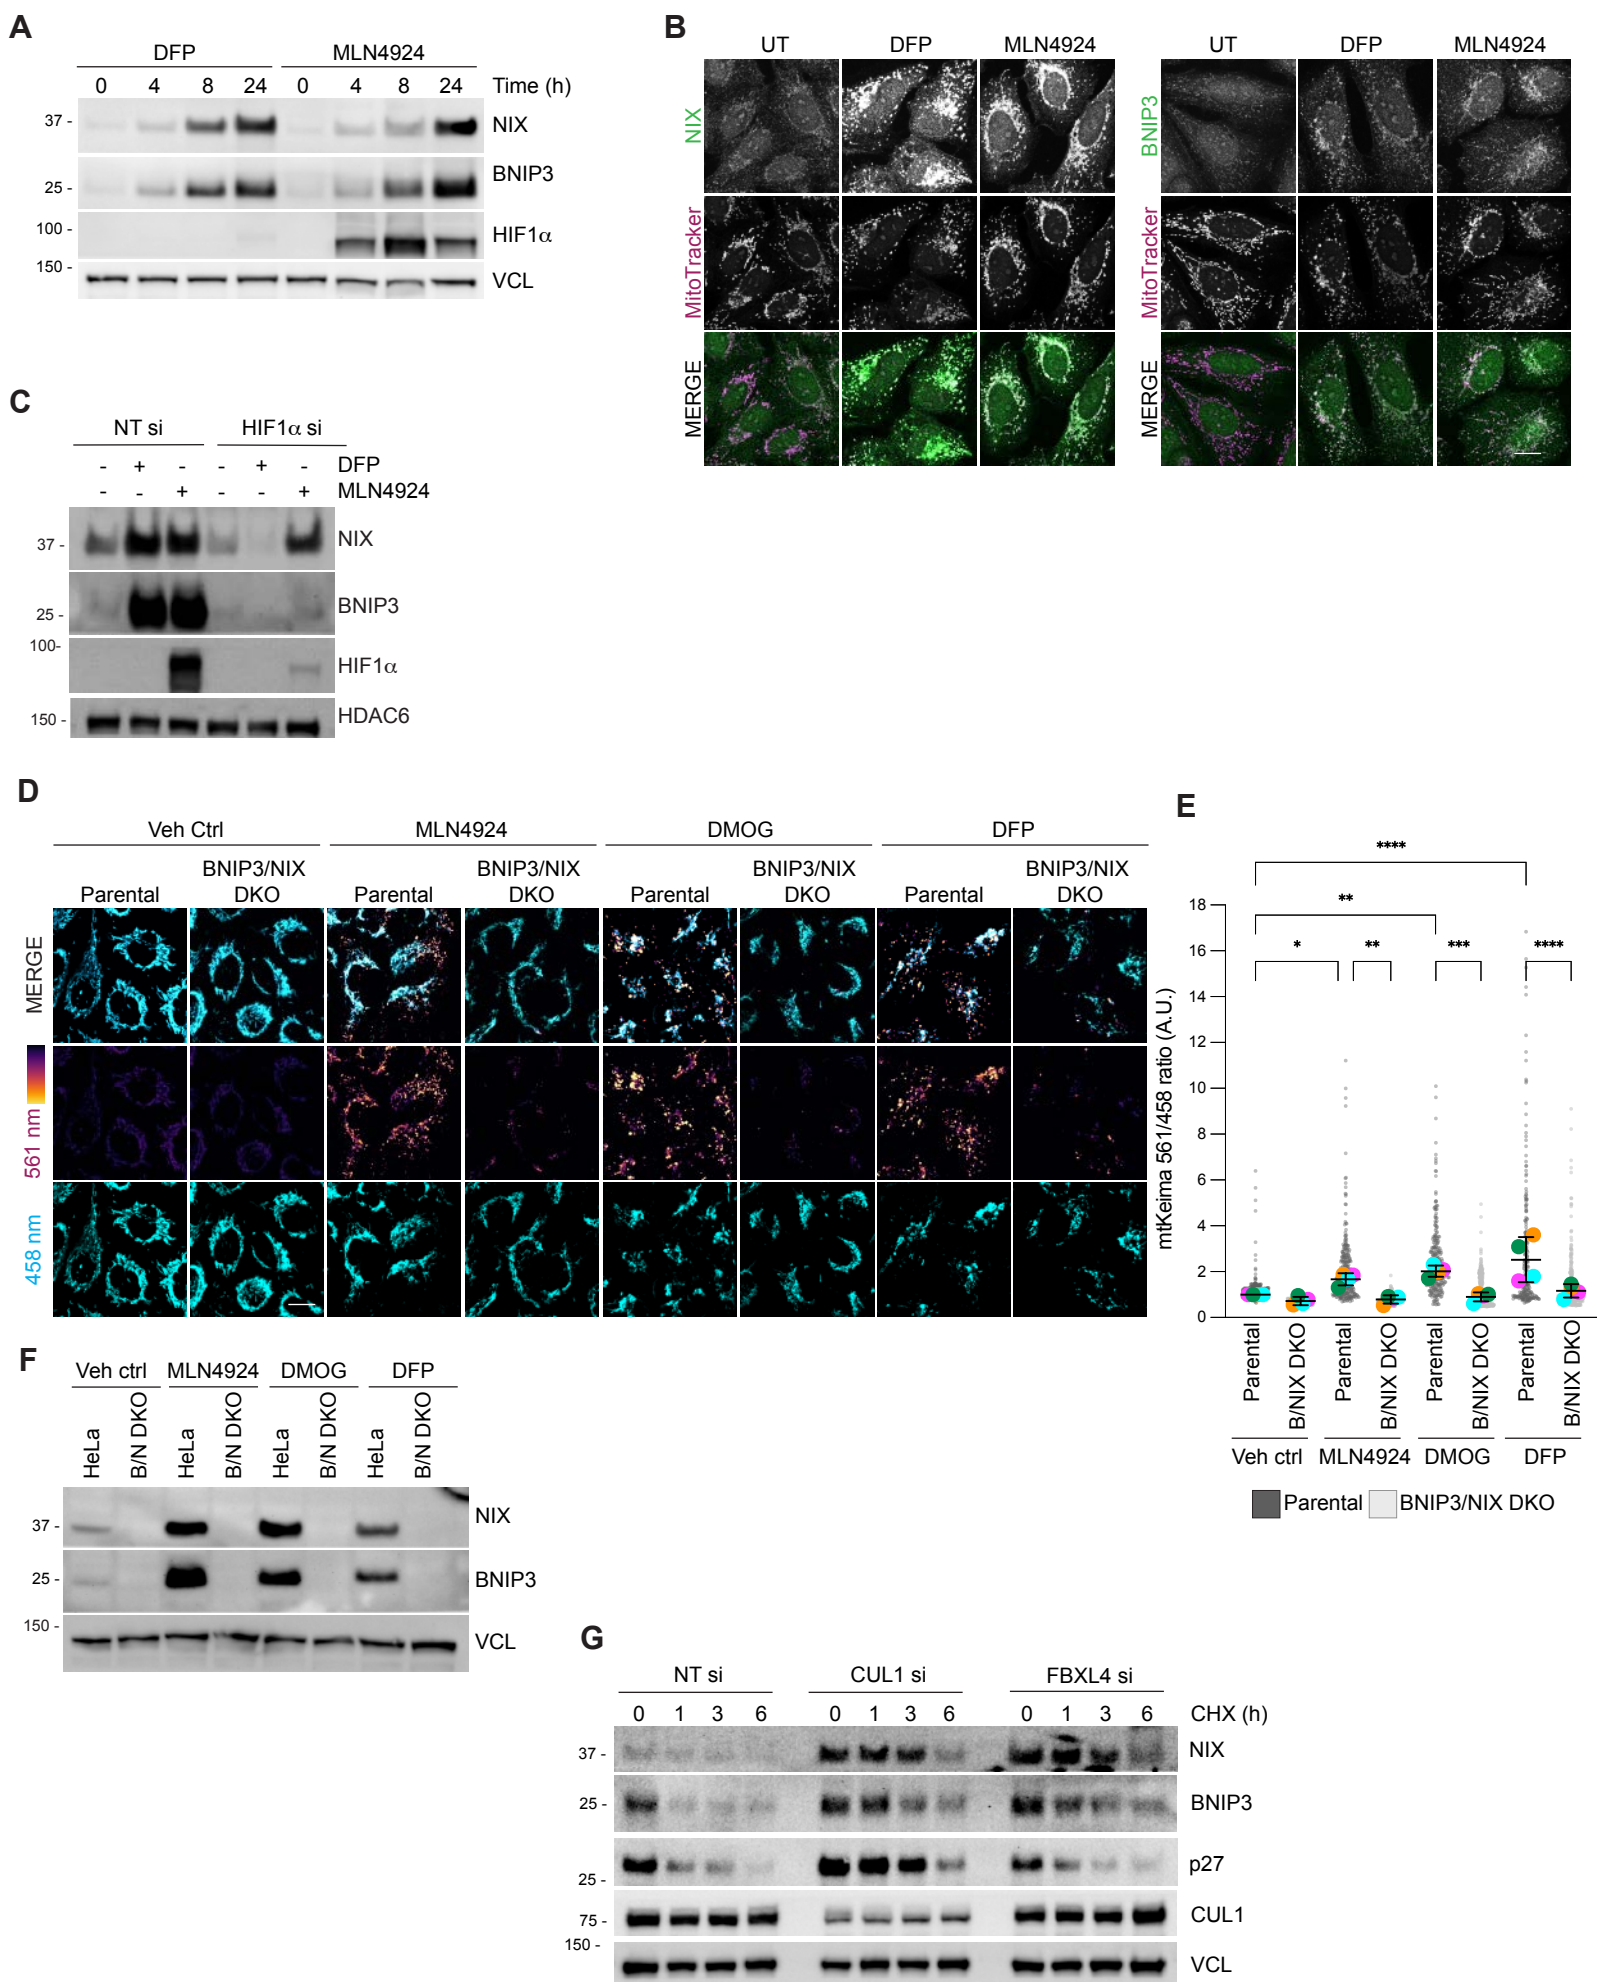 A
DFP MLN4924
0 4 8 24 0 4 8 24 Time (h)
37 - NIX
25 - BNIP3
100 - HIF1α
150 - VCL
B
UT DFP MLN4924
NIX
MitoTracker
MERGE
UT DFP MLN4924
BNIP3
MitoTracker
MERGE
C
NT si HIF1α si
- + - - + - DFP
- - + - - + MLN4924
37 - NIX
25 - BNIP3
100- HIF1α
150 - HDAC6
D
Veh Ctrl MLN4924 DMOG DFP
Parental BNIP3/NIX DKO Parental BNIP3/NIX DKO Parental BNIP3/NIX DKO Parental BNIP3/NIX DKO
MERGE
561 nm
458 nm
E
****
**
* ** *** ****
mtKeima 561/458 ratio (A.U.)
18
16
14
12
10
8
6
4
2
0
Parental B/NIX DKO Parental B/NIX DKO Parental B/NIX DKO Parental B/NIX DKO
Veh ctrl MLN4924 DMOG DFP
Parental BNIP3/NIX DKO
F
Veh ctrl MLN4924 DMOG DFP
HeLa B/N DKO HeLa B/N DKO HeLa B/N DKO HeLa B/N DKO
37 - NIX
25 - BNIP3
150 - VCL
G
NT si CUL1 si FBXL4 si
0 1 3 6 0 1 3 6 0 1 3 6 CHX (h)
37 - NIX
25 - BNIP3
25 - p27
75 - CUL1
150 - VCL